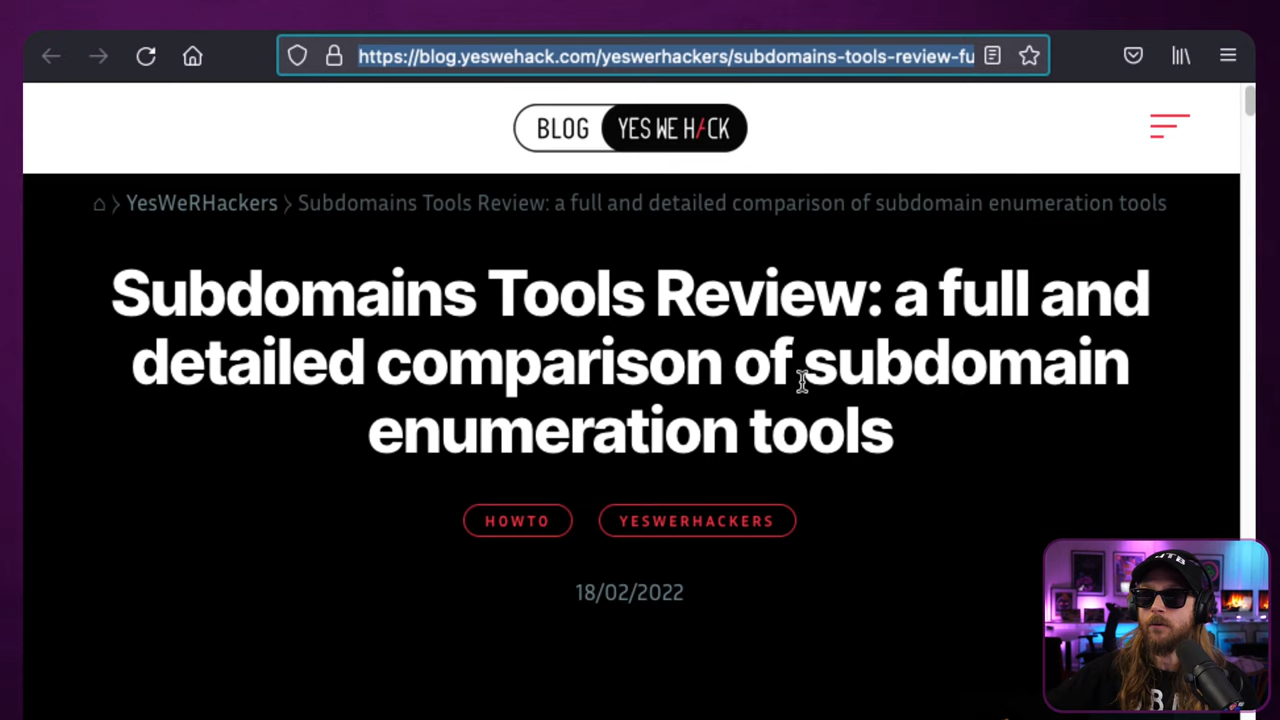 https://blog.yeswehack.com/yeswerhackers/subdomains-tools-review-fu
BLOG YES WE H/CK
YesWeRHackers > Subdomains Tools Review: a full and detailed comparison of subdomain enumeration tools
Subdomains Tools Review: a full and
detailed comparison of subdomain
enumeration tools
HOWTO YESWERHACKERS
18/02/2022